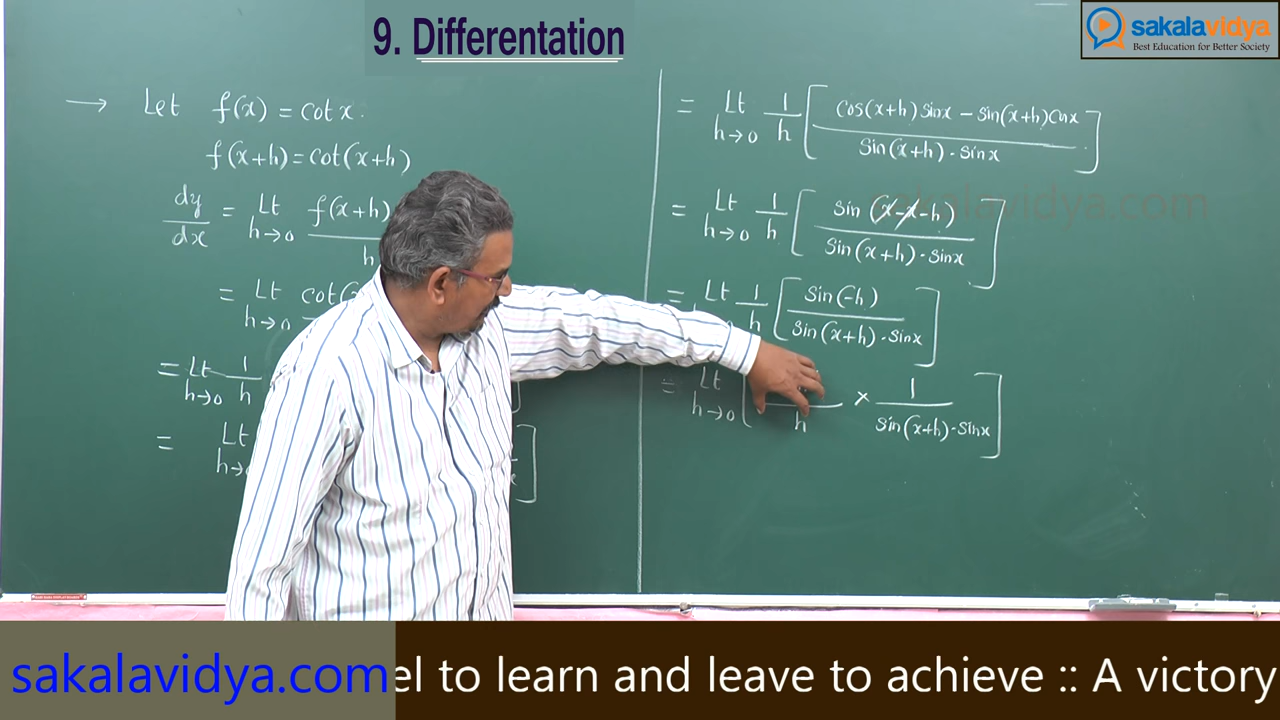 9. Differentation
sakalavidya
Best Education for Better Society
→ Let f(x) = cot x.
f(x+h) = cot(x+h)
dy/dx = Lt h→0 f(x+h) / h
= Lt h→0 cot(
= Lt h→0 1/h
= Lt
= Lt h→0 1/h [ Cos(x+h) Sinx − Sin(x+h) Cosx / Sin(x+h) · Sinx ]
= Lt h→0 1/h [ Sin (x−x−h) / Sin(x+h) · Sinx ]
= Lt 1/h [ Sin(−h) / Sin(x+h) · Sinx ]
= Lt h→0 [ / h × 1 / Sin(x+h) · Sinx ]
sakalavidya.com
sakalavidya.com
el to learn and leave to achieve :: A victory